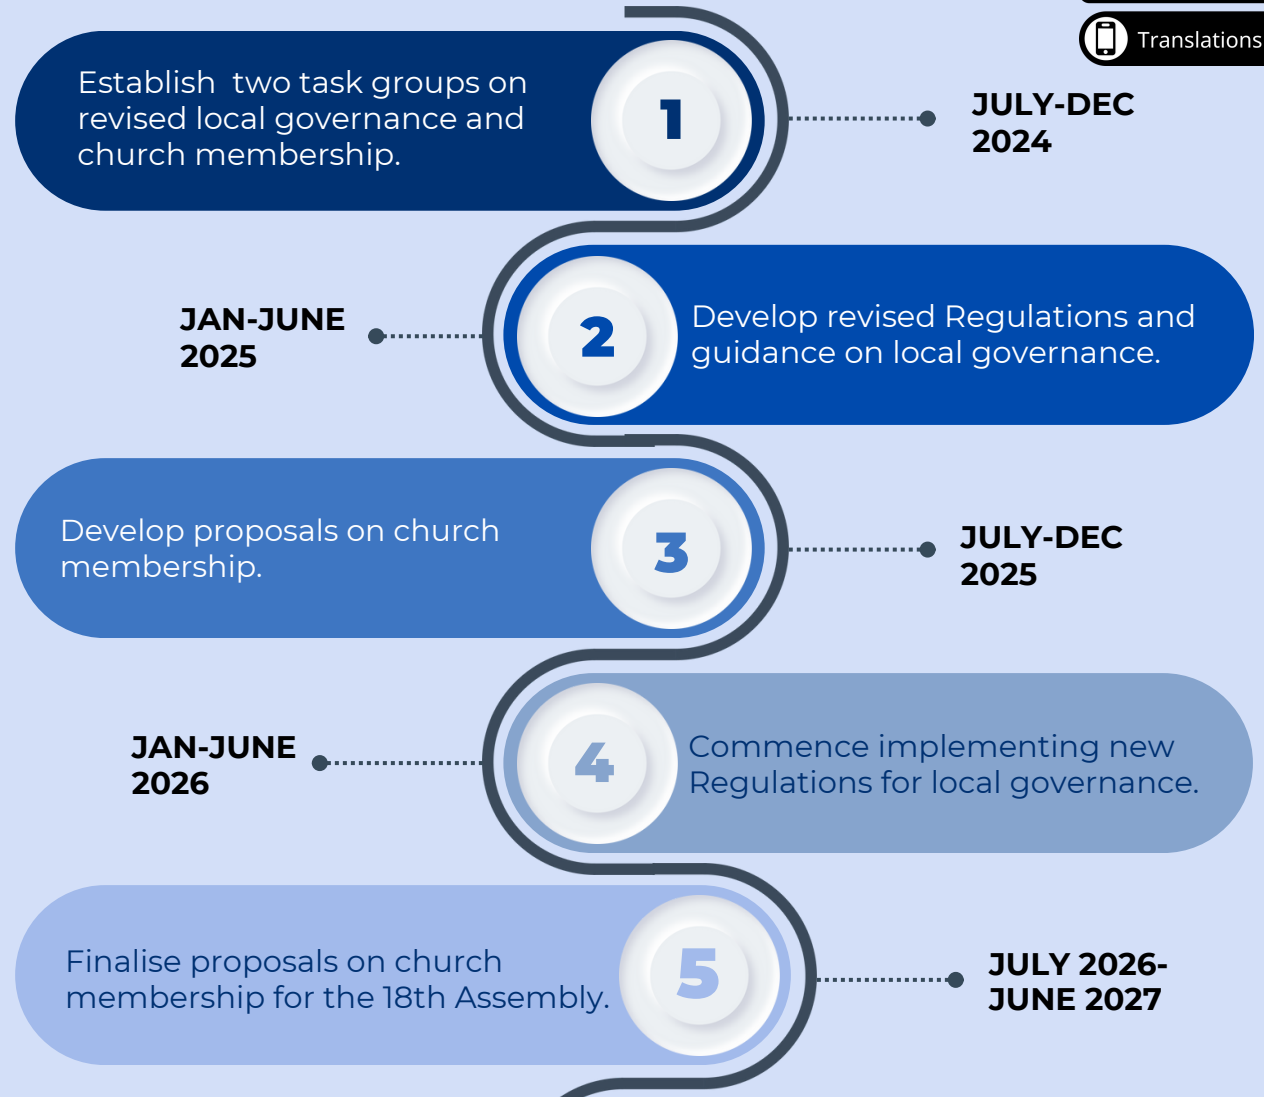 Translations
Establish  two task groups on
revised local governance and
church membership.
1
JULY-DEC
2024
JAN-JUNE
2025
2
Develop revised Regulations and
guidance on local governance.
Develop proposals on church
membership.
3
JULY-DEC
2025
JAN-JUNE
2026
4
Commence implementing new
Regulations for local governance.
Finalise proposals on church
membership for the 18th Assembly.
5
JULY 2026-
JUNE 2027